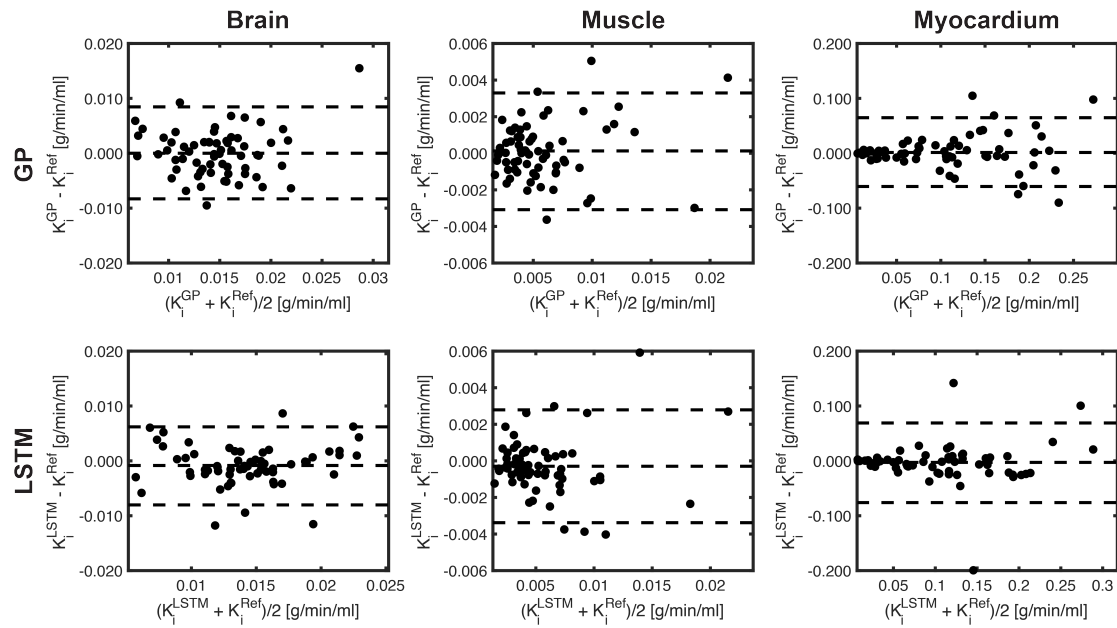 Brain Muscle Myocardium
GP
0.020 0.010 0.000 -0.010 -0.020
K_i^GP - K_i^Ref [g/min/ml]
0.01 0.015 0.02 0.025 0.03
(K_i^GP + K_i^Ref)/2 [g/min/ml]
0.006 0.004 0.002 0.000 -0.002 -0.004 -0.006
K_i^GP - K_i^Ref [g/min/ml]
0.005 0.01 0.015 0.02
(K_i^GP + K_i^Ref)/2 [g/min/ml]
0.200 0.100 0.000 -0.100 -0.200
K_i^GP - K_i^Ref [g/min/ml]
0.05 0.1 0.15 0.2 0.25
(K_i^GP + K_i^Ref)/2 [g/min/ml]
LSTM
0.020 0.010 0.000 -0.010 -0.020
K_i^LSTM - K_i^Ref [g/min/ml]
0.01 0.015 0.02 0.025
(K_i^LSTM + K_i^Ref)/2 [g/min/ml]
0.006 0.004 0.002 0.000 -0.002 -0.004 -0.006
K_i^LSTM - K_i^Ref [g/min/ml]
0.005 0.01 0.015 0.02
(K_i^LSTM + K_i^Ref)/2 [g/min/ml]
0.200 0.100 0.000 -0.100 -0.200
K_i^LSTM - K_i^Ref [g/min/ml]
0.05 0.1 0.15 0.2 0.25 0.3
(K_i^LSTM + K_i^Ref)/2 [g/min/ml]